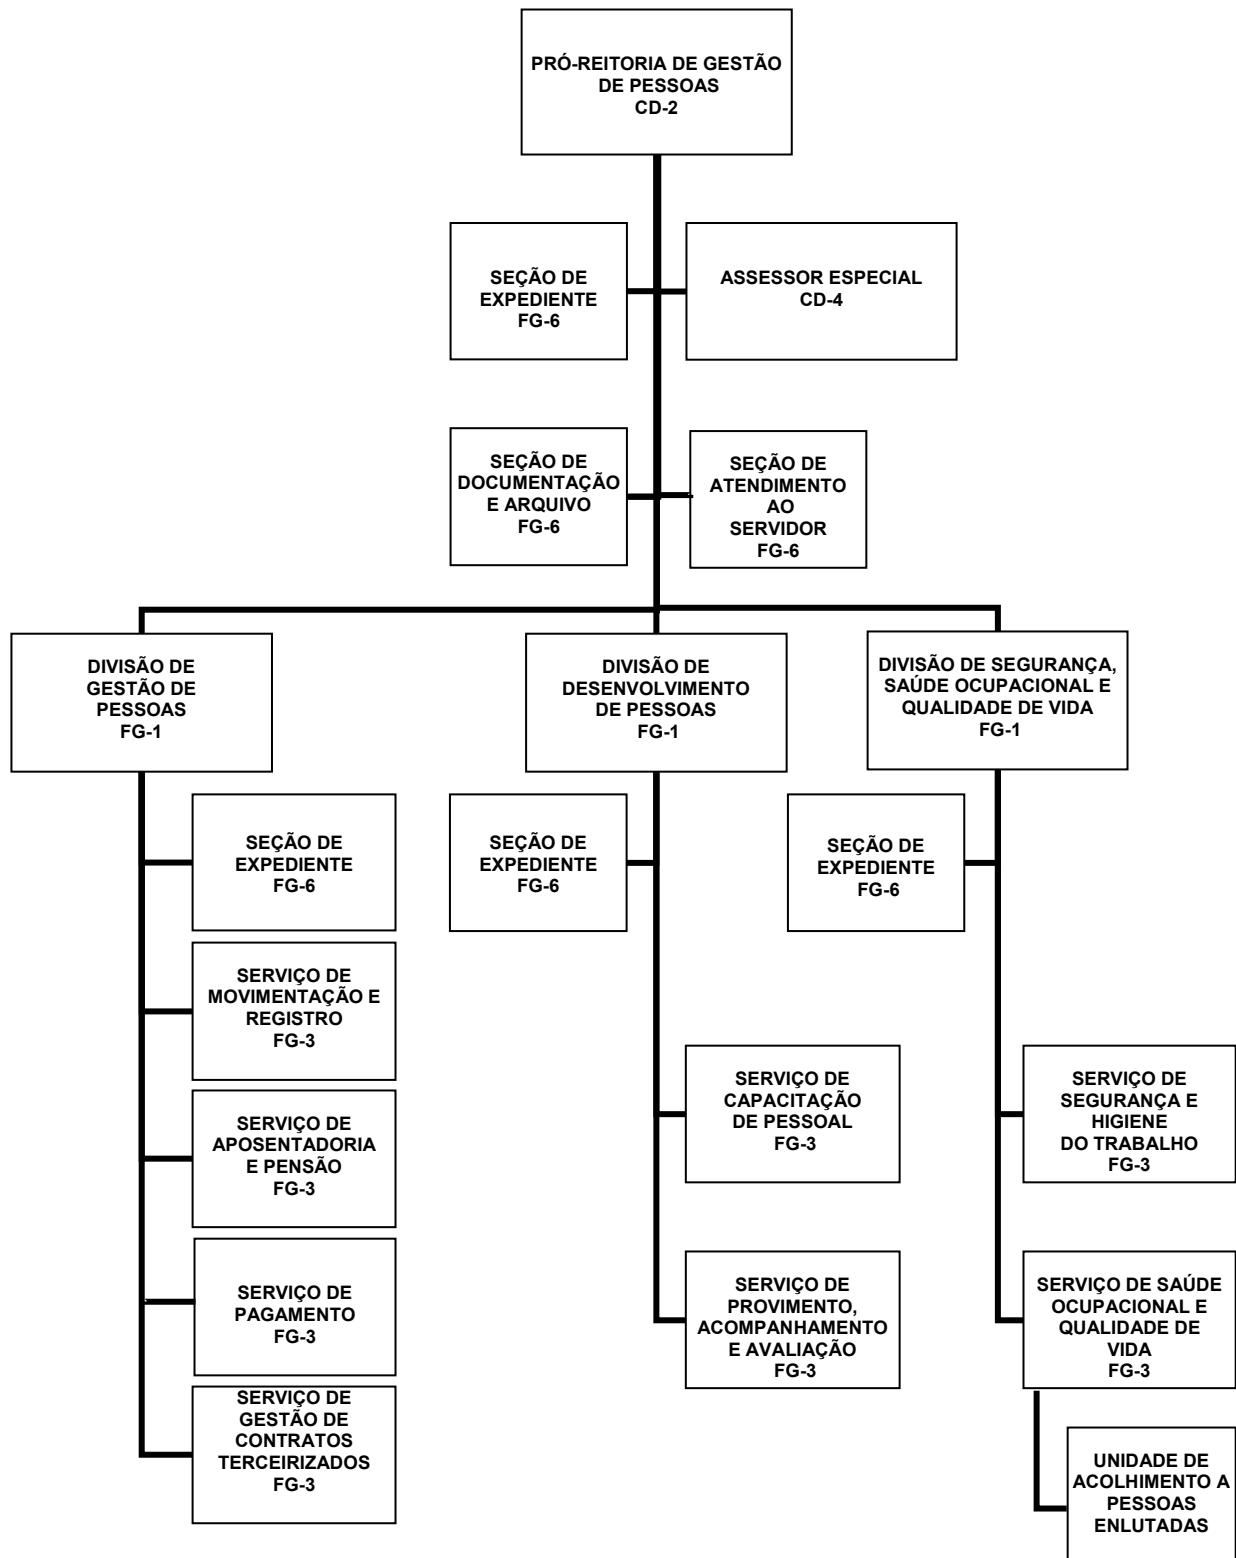 PRÓ-REITORIA DE GESTÃO
DE PESSOAS
CD-2
SEÇÃO DE
EXPEDIENTE
FG-6
ASSESSOR ESPECIAL
CD-4
SEÇÃO DE
DOCUMENTAÇÃO
E ARQUIVO
FG-6
SEÇÃO DE
ATENDIMENTO
AO
SERVIDOR
FG-6
DIVISÃO DE
GESTÃO DE
PESSOAS
FG-1
DIVISÃO DE
DESENVOLVIMENTO
DE PESSOAS
FG-1
DIVISÃO DE SEGURANÇA,
SAÚDE OCUPACIONAL E
QUALIDADE DE VIDA
FG-1
SEÇÃO DE
EXPEDIENTE
FG-6
SERVIÇO DE
MOVIMENTAÇÃO E
REGISTRO
FG-3
SERVIÇO DE
APOSENTADORIA
E PENSÃO
FG-3
SERVIÇO DE
PAGAMENTO
FG-3
SERVIÇO DE
GESTÃO DE
CONTRATOS
TERCEIRIZADOS
FG-3
SEÇÃO DE
EXPEDIENTE
FG-6
SERVIÇO DE
CAPACITAÇÃO
DE PESSOAL
FG-3
SERVIÇO DE
PROVIMENTO,
ACOMPANHAMENTO
E AVALIAÇÃO
FG-3
SEÇÃO DE
EXPEDIENTE
FG-6
SERVIÇO DE
SEGURANÇA E
HIGIENE
DO TRABALHO
FG-3
SERVIÇO DE SAÚDE
OCUPACIONAL E
QUALIDADE DE
VIDA
FG-3
UNIDADE DE
ACOLHIMENTO A
PESSOAS
ENLUTADAS